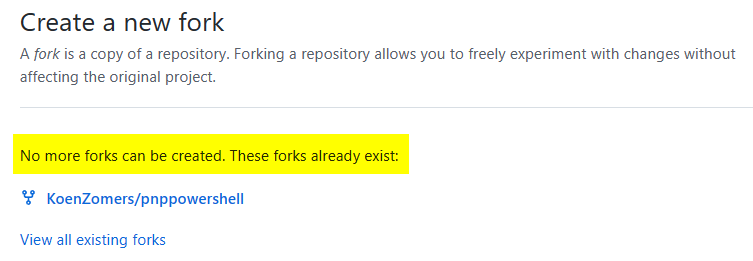 Create a new fork
A fork is a copy of a repository. Forking a repository allows you to freely experiment with changes without
affecting the original project.
No more forks can be created. These forks already exist:
KoenZomers/pnppowershell
View all existing forks